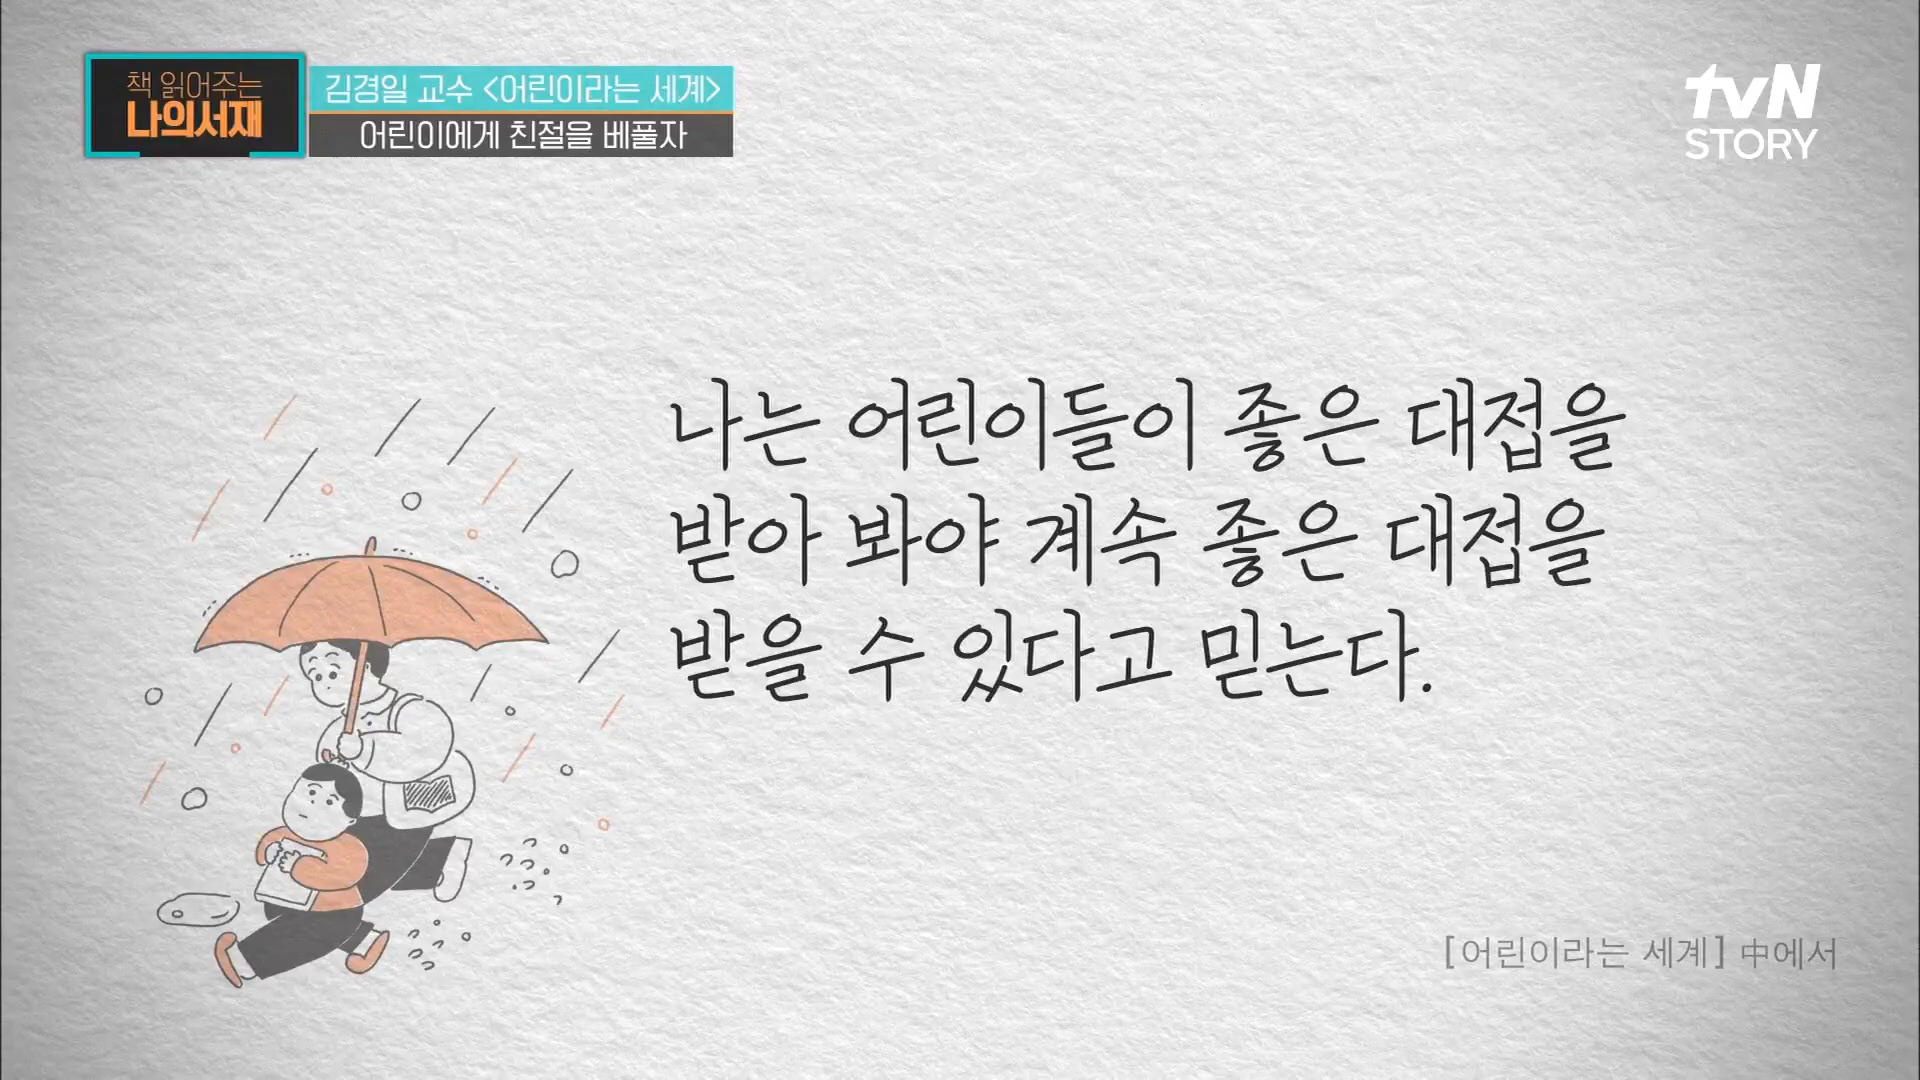 책 읽어주는
나의서재
김경일 교수 <어린이라는 세계>
어린이에게 친절을 베풀자
tvN
STORY
나는 어린이들이 좋은 대접을
받아 봐야 계속 좋은 대접을
받을 수 있다고 믿는다.
[어린이라는 세계] 中에서